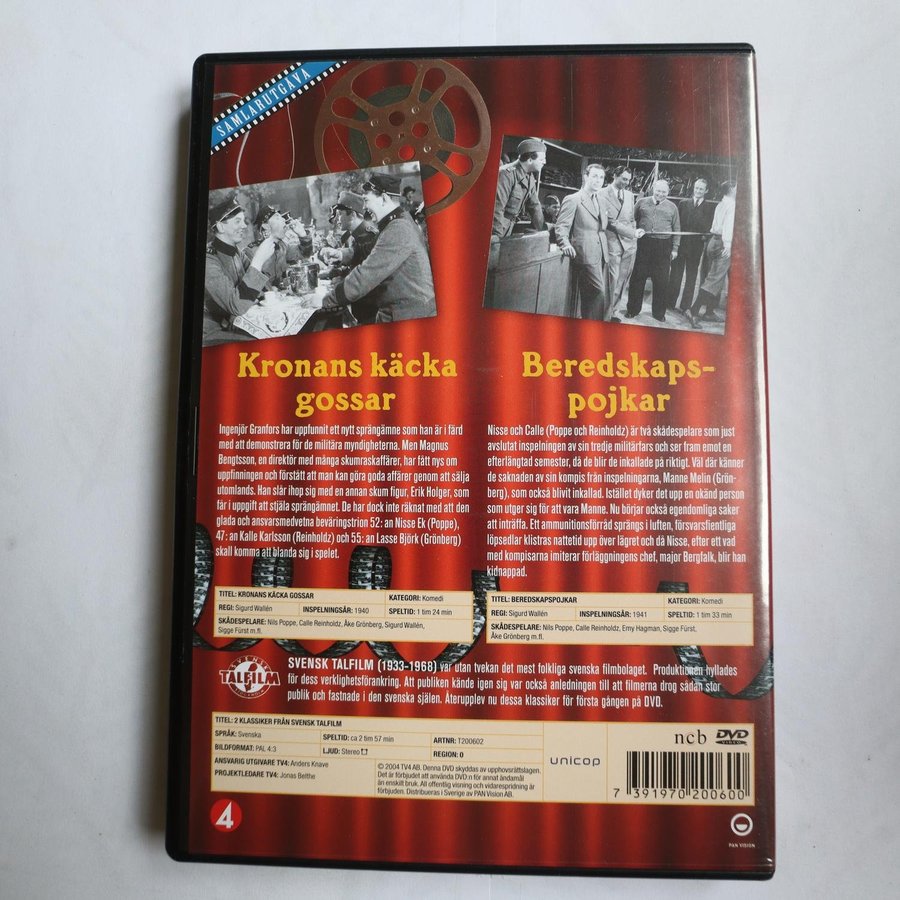 SAMLARUTGÅVA
Kronans käcka
gossar
Ingenjör Granfors har uppfunnit ett nytt sprängämne som han är i färd
med att demonstrera för de militära myndigheterna. Men Magnus
Bengtsson, en direktör med många skumraskaffärer, har fått nys om
uppfinningen och förstått att man kan göra goda affärer genom att sälja
utomlands. Han slår ihop sig med en annan skum figur, Erik Holger, som
får i uppgift att stjäla sprängämnet. De har dock inte räknat med att den
glada och ansvarsmedvetna beväringstrion 52: an Nisse Ek (Poppe),
47: an Kalle Karlsson (Reinholdz) och 55: an Lasse Björk (Grönberg)
skall komma att blanda sig i spelet.
TITEL: KRONANS KÄCKA GOSSAR KATEGORI: Komedi
REGI: Sigurd Wallén INSPELNINGSÅR: 1940 SPELTID: 1 tim 24 min
SKÅDESPELARE: Nils Poppe, Calle Reinholdz, Åke Grönberg, Sigurd Wallén,
Sigge Fürst m.fl.
Beredskaps-
pojkar
Nisse och Calle (Poppe och Reinholdz) är två skådespelare som just
avslutat inspelningen av sin tredje militärfars och ser fram emot en
efterlängtad semester, då de blir de inkallade på riktigt. Väl där känner
de saknaden av sin kompis från inspelningarna, Manne Melin (Grön-
berg), som också blivit inkallad. Istället dyker det upp en okänd person
som utger sig för att vara Manne. Nu börjar också egendomliga saker
att inträffa. Ett ammunitionsförråd sprängs i luften, försvarsfientliga
löpsedlar klistras nattetid upp över lägret och då Nisse, efter ett vad
med kompisarna imiterar förläggningens chef, major Bergfalk, blir han
kidnappad.
TITEL: BEREDSKAPSPOJKAR KATEGORI: Komedi
REGI: Sigurd Wallén INSPELNINGSÅR: 1941 SPELTID: 1 tim 33 min
SKÅDESPELARE: Nils Poppe, Calle Reinholdz, Emy Hagman, Sigge Fürst,
Åke Grönberg m.fl.
SVENSK
TALFILM
SVENSK TALFILM (1933–1968) var utan tvekan det mest folkliga svenska filmbolaget. Produktionen hyllades
för dess verklighetsförankring. Att publiken kände igen sig var också anledningen till att filmerna drog sådan stor
publik och fastnade i den svenska själen. Återupplev nu dessa klassiker för första gången på DVD.
TITEL: 2 KLASSIKER FRÅN SVENSK TALFILM
SPRÅK: Svenska SPELTID: ca 2 tim 57 min ARTNR: T200602
BILDFORMAT: PAL 4:3 LJUD: Stereo REGION: 0
ANSVARIG UTGIVARE TV4: Anders Knave
PROJEKTLEDARE TV4: Jonas Belthe
© 2004 TV4 AB. Denna DVD skyddas av upphovsrättslagen.
Det är förbjudet att använda DVD:n för annat ändamål
än enskilt bruk. All offentlig visning och vidarespridning är
förbjuden. Distribueras i Sverige av PAN Vision AB.
unicop
ncb DVD
VIDEO
7 391970 200600
4
PAN VISION